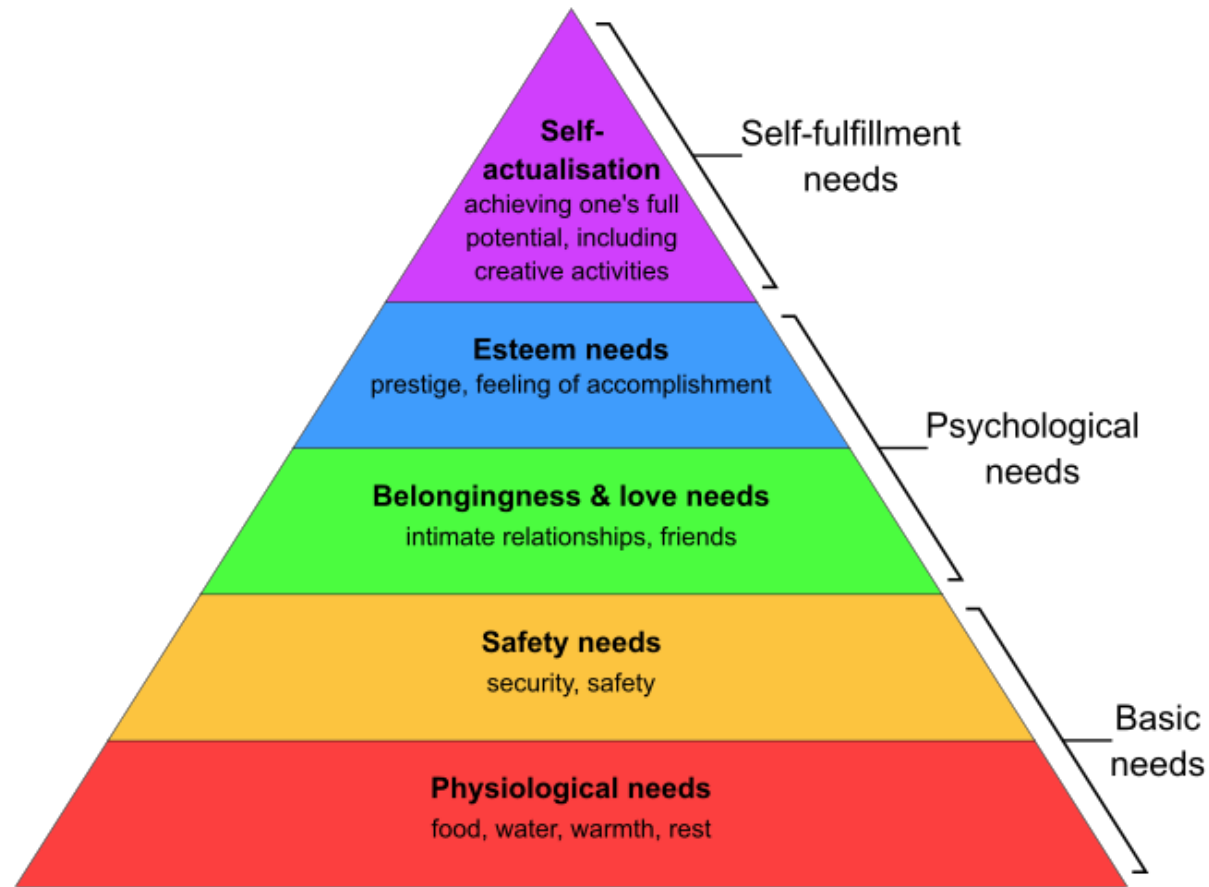 Self-
actualisation
achieving one's full
potential, including
creative activities
Self-fulfillment
needs
Esteem needs
prestige, feeling of accomplishment
Psychological
needs
Belongingness & love needs
intimate relationships, friends
Safety needs
security, safety
Basic
needs
Physiological needs
food, water, warmth, rest